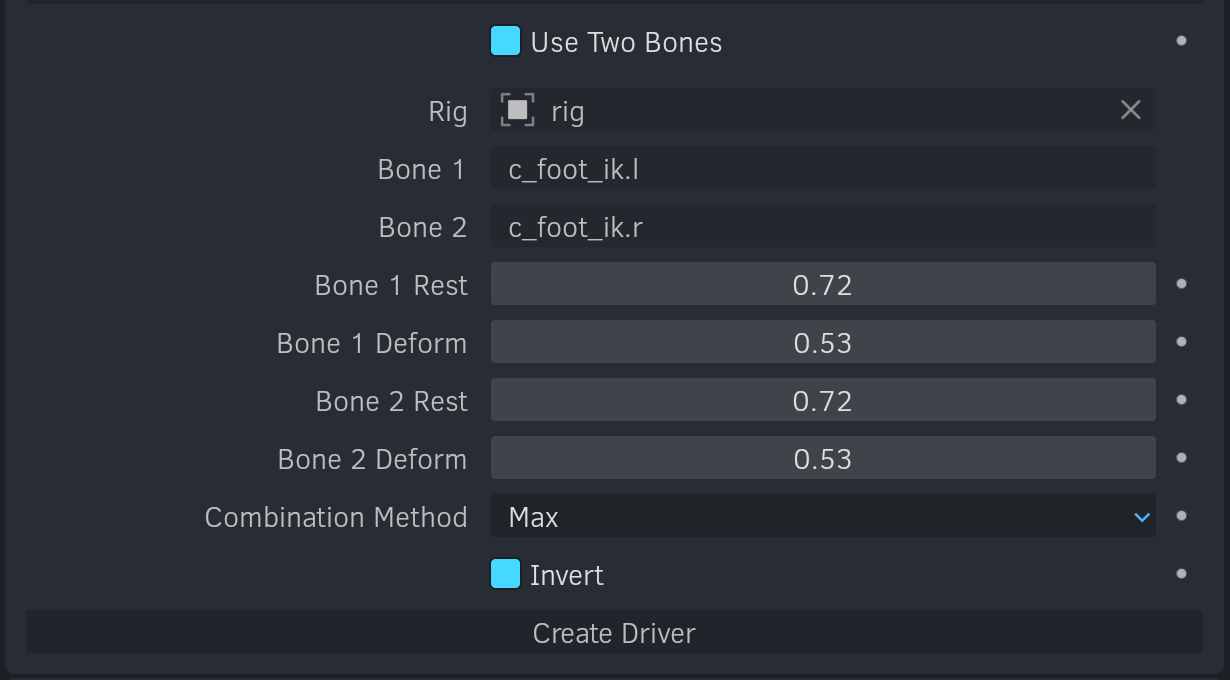 Use Two Bones
Rig rig
Bone 1 c_foot_ik.l
Bone 2 c_foot_ik.r
Bone 1 Rest 0.72
Bone 1 Deform 0.53
Bone 2 Rest 0.72
Bone 2 Deform 0.53
Combination Method Max
Invert
Create Driver